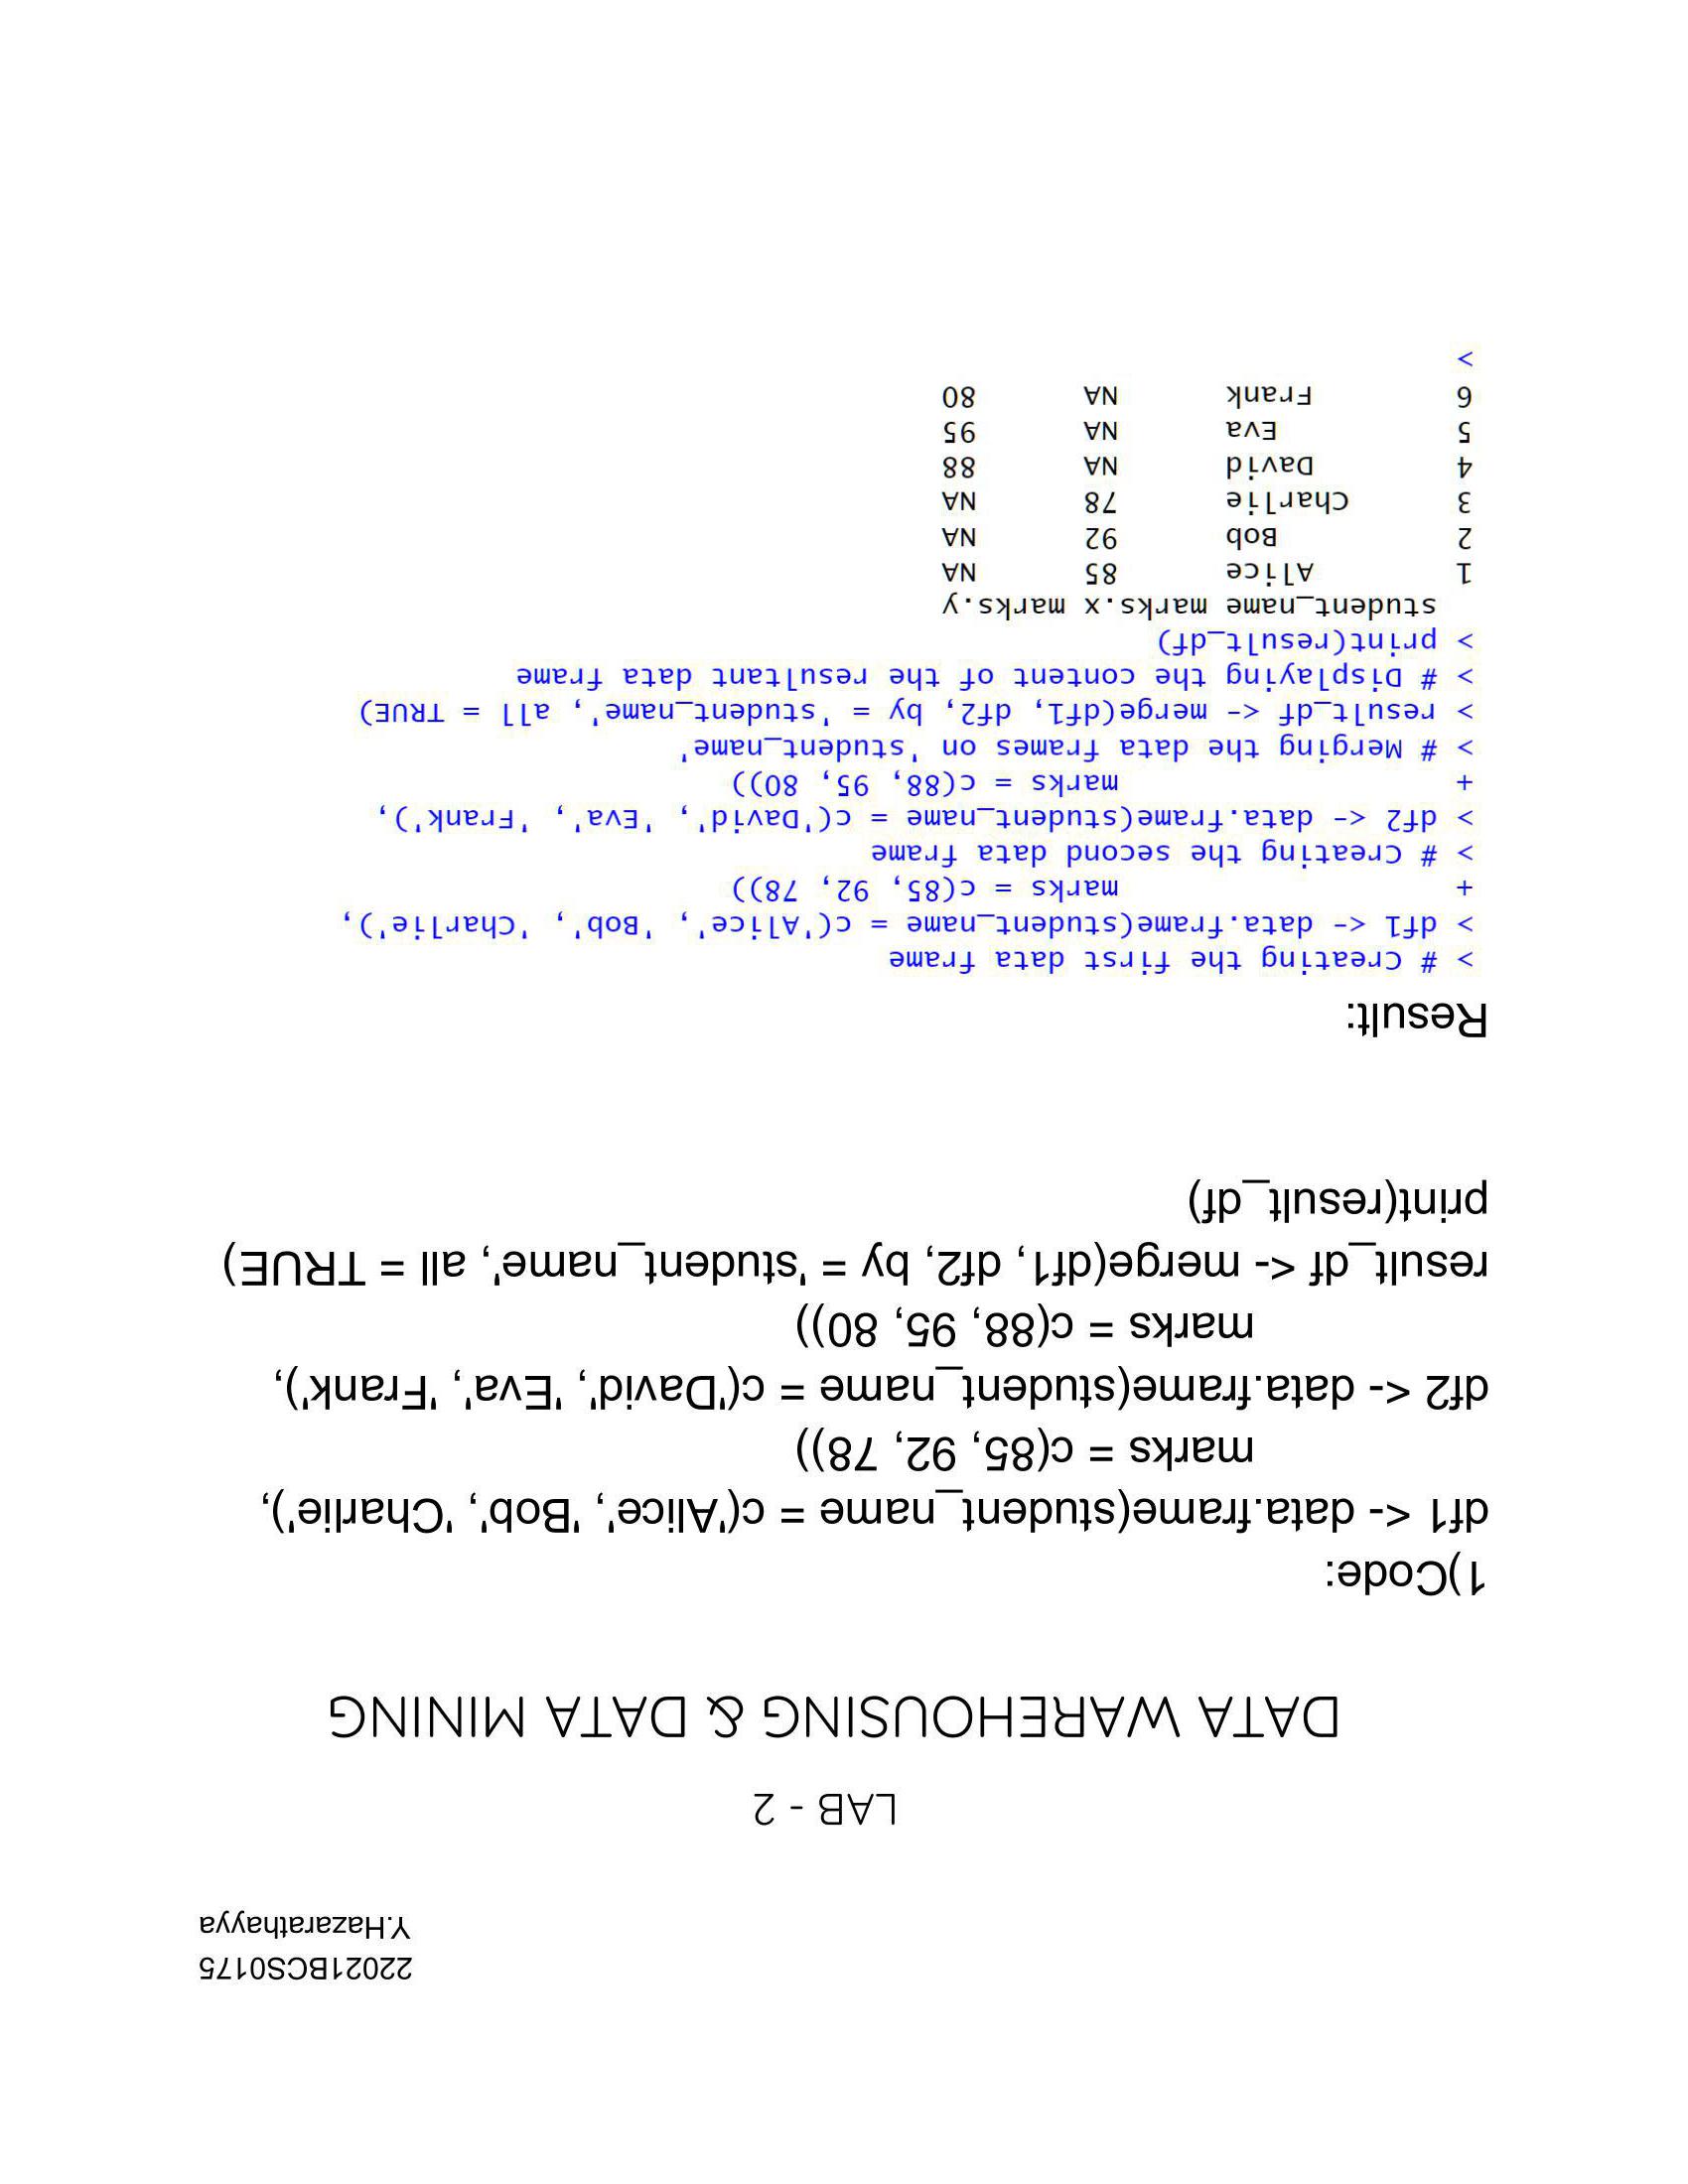 22021BCS0175
Y.Hazarathayya
LAB - 2
DATA WAREHOUSING & DATA MINING
1)Code:
df1 <- data.frame(student_name = c('Alice', 'Bob', 'Charlie'),
marks = c(85, 92, 78))
df2 <- data.frame(student_name = c('David', 'Eva', 'Frank'),
marks = c(88, 95, 80))
result_df <- merge(df1, df2, by = 'student_name', all = TRUE)
print(result_df)
Result:
> # Creating the first data frame
> df1 <- data.frame(student_name = c('Alice', 'Bob', 'Charlie'),
+                   marks = c(85, 92, 78))
> # Creating the second data frame
> df2 <- data.frame(student_name = c('David', 'Eva', 'Frank'),
+                   marks = c(88, 95, 80))
> # Merging the data frames on 'student_name'
> result_df <- merge(df1, df2, by = 'student_name', all = TRUE)
> # Displaying the content of the resultant data frame
> print(result_df)
  student_name marks.x marks.y
1        Alice      85      NA
2          Bob      92      NA
3      Charlie      78      NA
4        David      NA      88
5          Eva      NA      95
6        Frank      NA      80
>